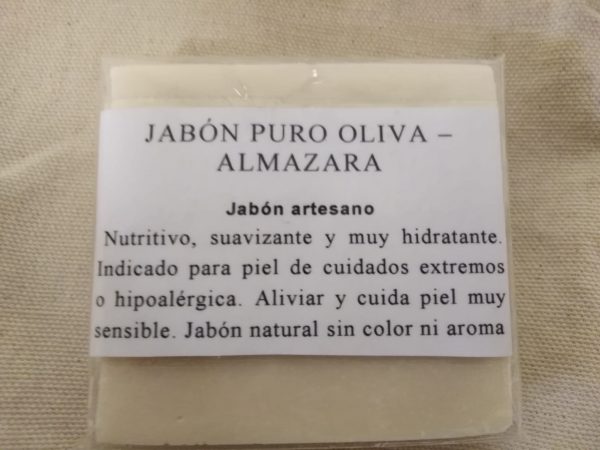 JABÓN PURO OLIVA –
ALMAZARA
Jabón artesano
Nutritivo, suavizante y muy hidratante.
Indicado para piel de cuidados extremos
o hipoalérgica. Aliviar y cuida piel muy
sensible. Jabón natural sin color ni aroma